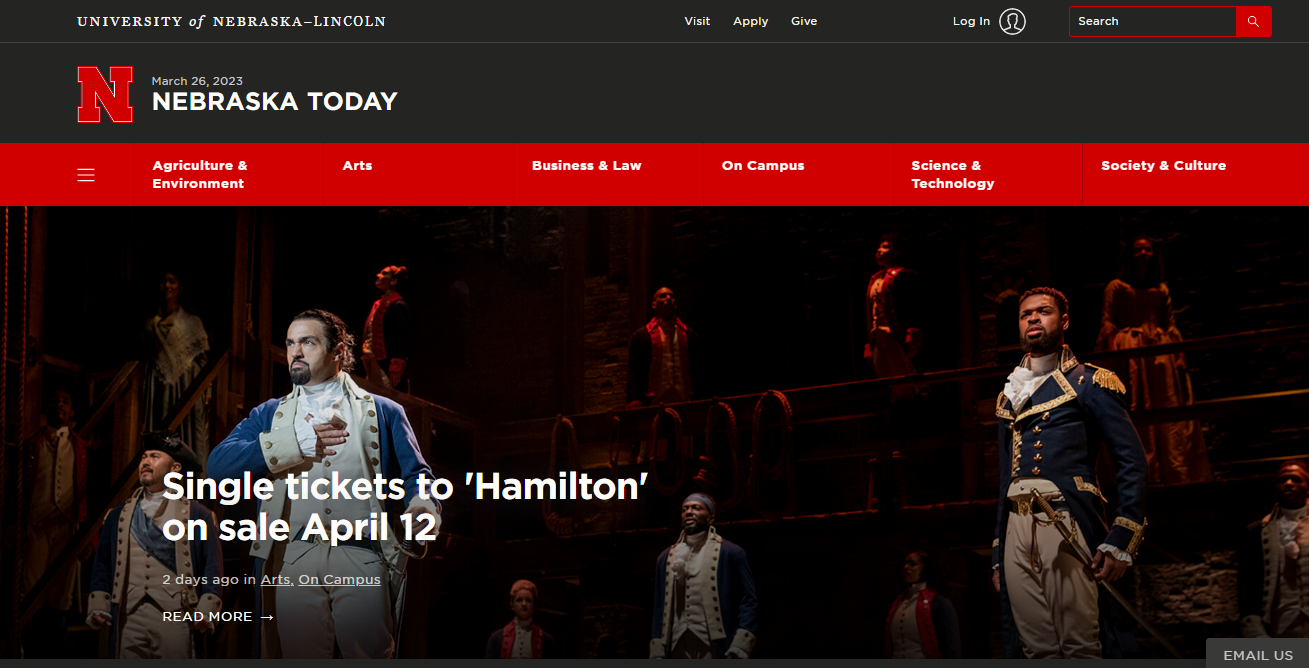 UNIVERSITY of NEBRASKA–LINCOLN
Visit
Apply
Give
Log In
Search
N
March 26, 2023
NEBRASKA TODAY
Agriculture &
Environment
Arts
Business & Law
On Campus
Science &
Technology
Society & Culture
Single tickets to 'Hamilton'
on sale April 12
2 days ago in Arts, On Campus
READ MORE →
EMAIL US